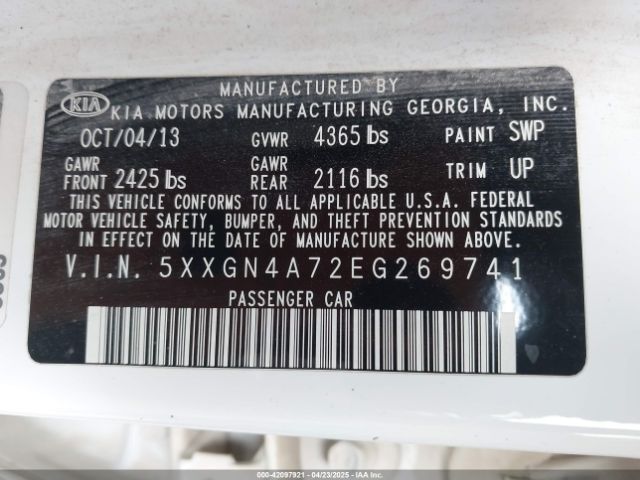 MANUFACTURED BY
KIA KIA MOTORS MANUFACTURING GEORGIA, INC.
OCT/04/13 GVWR 4365 lbs PAINT SWP
GAWR FRONT 2425 lbs GAWR REAR 2116 lbs TRIM UP
THIS VEHICLE CONFORMS TO ALL APPLICABLE U.S.A. FEDERAL
MOTOR VEHICLE SAFETY, BUMPER, AND THEFT PREVENTION STANDARDS
IN EFFECT ON THE DATE OF MANUFACTURE SHOWN ABOVE.
V.I.N. 5XXGN4A72EG269741
PASSENGER CAR
000-42097921 - 04/23/2025 - IAA Inc.